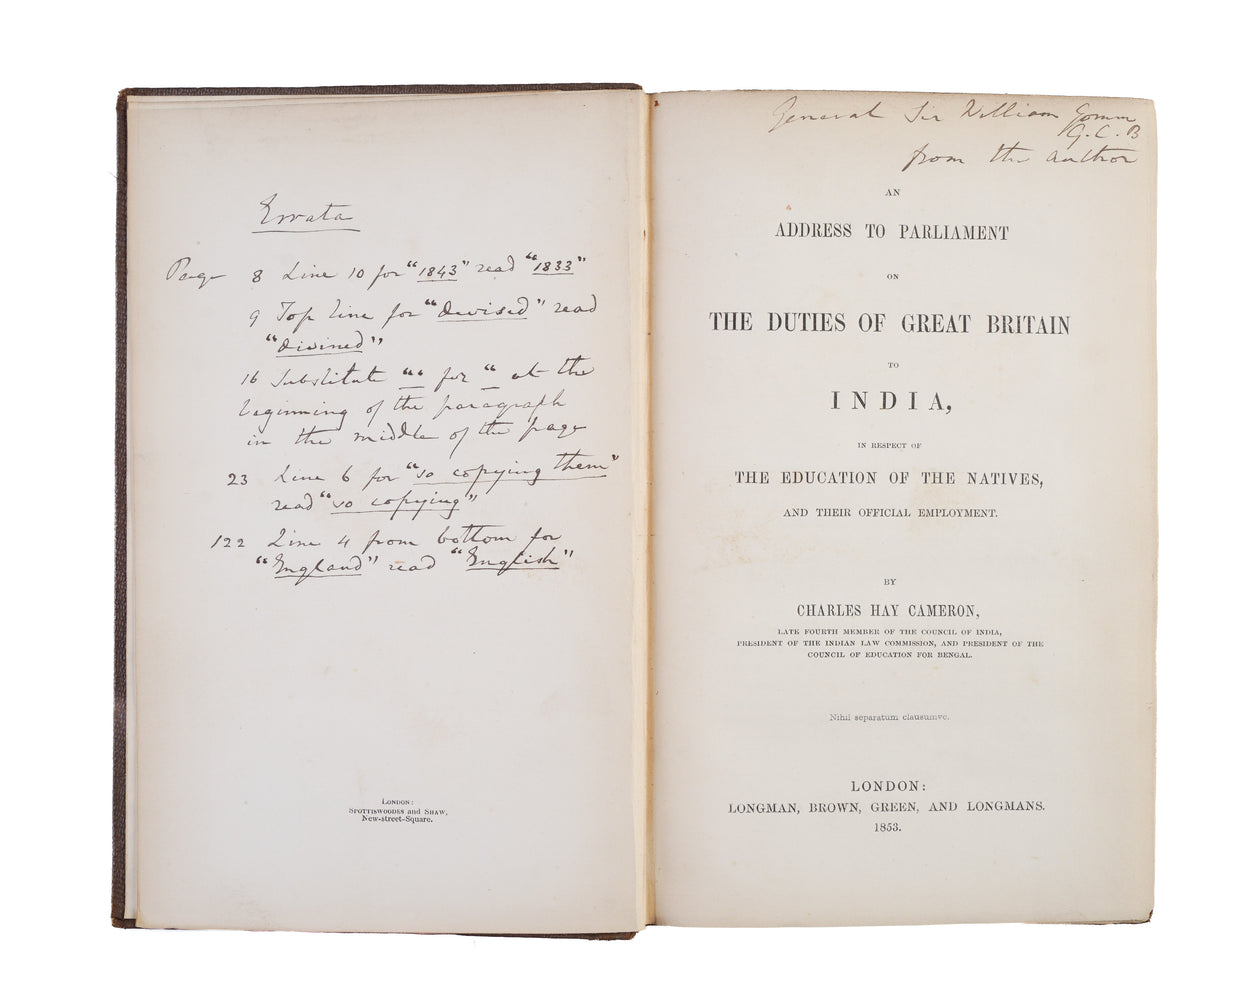 Errata
Page 8 Line 10 for "1843" read "1833"
9 Top line for "devised" read
"divined"
16 Substitute "" for " at the
beginning of the paragraph
in the middle of the page
23 Line 6 for "so copying them"
read "so copying"
122 Line 4 from bottom for
"England" read "English"
LONDON:
SPOTTISWOODES and SHAW,
New-street-Square.
General Sir William Gomm
G.C.B
from the author
AN
ADDRESS TO PARLIAMENT
ON
THE DUTIES OF GREAT BRITAIN
TO
INDIA,
IN RESPECT OF
THE EDUCATION OF THE NATIVES,
AND THEIR OFFICIAL EMPLOYMENT.
BY
CHARLES HAY CAMERON,
LATE FOURTH MEMBER OF THE COUNCIL OF INDIA,
PRESIDENT OF THE INDIAN LAW COMMISSION, AND PRESIDENT OF THE
COUNCIL OF EDUCATION FOR BENGAL.
Nihil separatum clausumve.
LONDON:
LONGMAN, BROWN, GREEN, AND LONGMANS.
1853.